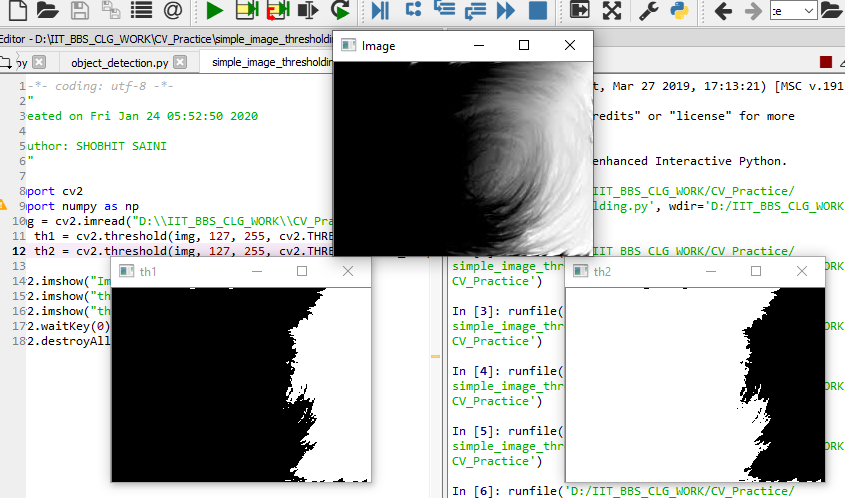 :e
Editor - D:\IIT_BBS_CLG_WORK\CV_Practice\simple_image_thresholdin
py
object_detection.py
simple_image_thresholdin
1 -*- coding: utf-8 -*-
2 "
3 eated on Fri Jan 24 05:52:50 2020
4
5 uthor: SHOBHIT SAINI
6 "
7
8 port cv2
9 port numpy as np
10 g = cv2.imread("D:\\IIT_BBS_CLG_WORK\\CV_Pra
11 th1 = cv2.threshold(img, 127, 255, cv2.THRE
12 th2 = cv2.threshold(img, 127, 255, cv2.THRE
13
14 2.imshow("Im
15 2.imshow("th
16 2.imshow("th
17 2.waitKey(0)
18 2.destroyAll
Image
th1
th2
t, Mar 27 2019, 17:13:21) [MSC v.191
redits" or "license" for more
enhanced Interactive Python.
IIT_BBS_CLG_WORK/CV_Practice/
lding.py', wdir='D:/IIT_BBS_CLG_WORK
IIT_BBS_CLG_WORK/CV_Practice/
simple_image_thr
CV_Practice')
In [3]: runfile(
simple_image_thr
CV_Practice')
In [4]: runfile(
simple_image_thr
CV_Practice')
In [5]: runfile(
simple_image_thr
CV_Practice')
In [6]: runfile('D:/IIT_BBS_CLG_WORK/CV_Practice/